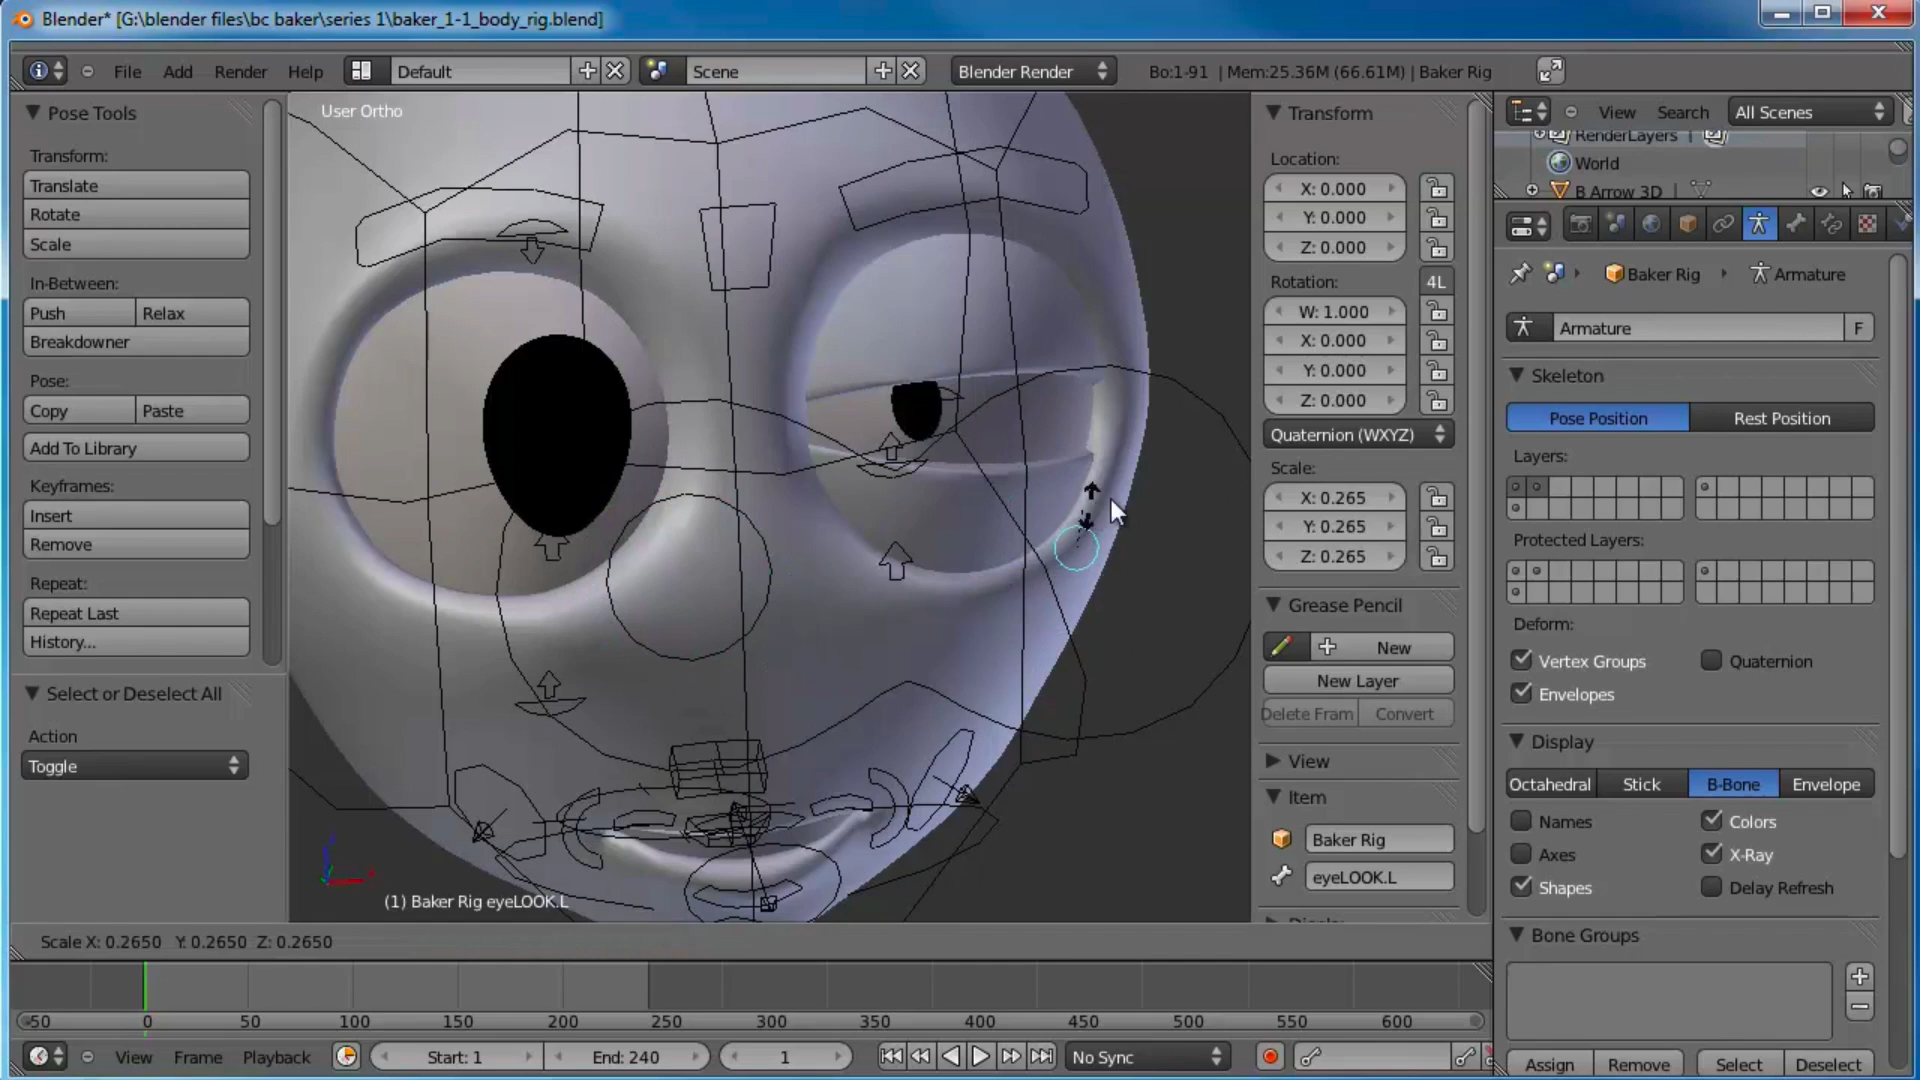 Blender* [G:\blender files\bc baker\series 1\baker_1-1_body_rig.blend]
File Add Render Help Default Scene Blender Render Bo:1-91 | Mem:25.36M (66.61M) | Baker Rig
Pose Tools
Transform:
Translate
Rotate
Scale
In-Between:
Push Relax
Breakdowner
Pose:
Copy Paste
Add To Library
Keyframes:
Insert
Remove
Repeat:
Repeat Last
History...
Select or Deselect All
Action
Toggle
User Ortho
(1) Baker Rig eyeLOOK.L
Transform
Location:
X: 0.000
Y: 0.000
Z: 0.000
Rotation: 4L
W: 1.000
X: 0.000
Y: 0.000
Z: 0.000
Quaternion (WXYZ)
Scale:
X: 0.265
Y: 0.265
Z: 0.265
Grease Pencil
New
New Layer
Delete Fram Convert
View
Item
Baker Rig
eyeLOOK.L
View Search All Scenes
RenderLayers |
World
B Arrow 3D |
Baker Rig Armature
Armature F
Skeleton
Pose Position Rest Position
Layers:
Protected Layers:
Deform:
Vertex Groups Quaternion
Envelopes
Display
Octahedral Stick B-Bone Envelope
Names Colors
Axes X-Ray
Shapes Delay Refresh
Bone Groups
Assign Remove Select Deselect
Scale X: 0.2650 Y: 0.2650 Z: 0.2650
-50 0 50 100 150 200 250 300 350 400 450 500 550 600
View Frame Playback Start: 1 End: 240 1 No Sync